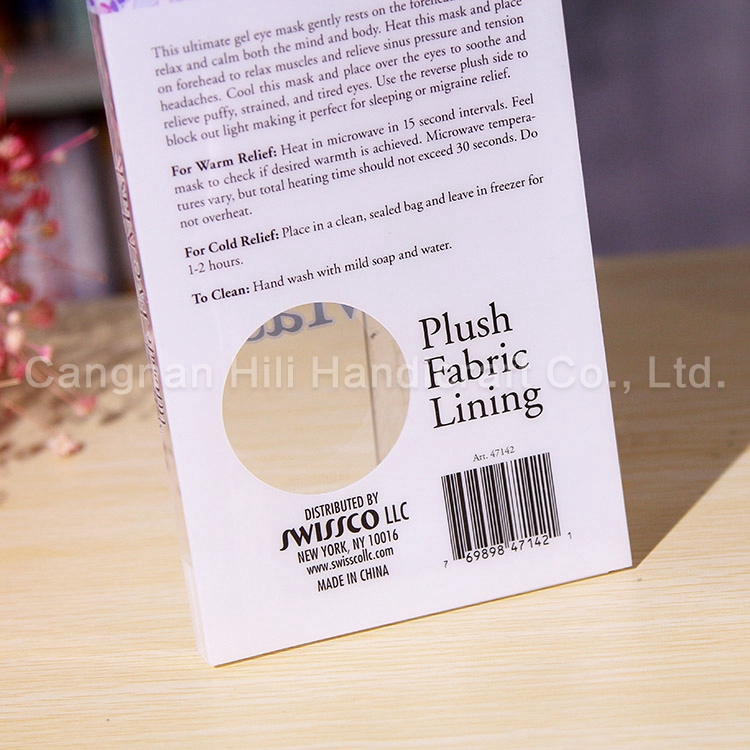 This ultimate gel eye mask gently rests on the forehead
relax and calm both the mind and body. Heat this mask and place
on forehead to relax muscles and relieve sinus pressure and tension
headaches. Cool this mask and place over the eyes to soothe and
relieve puffy, strained, and tired eyes. Use the reverse plush side to
block out light making it perfect for sleeping or migraine relief.
For Warm Relief: Heat in microwave in 15 second intervals. Feel
mask to check if desired warmth is achieved. Microwave tempera-
tures vary, but total heating time should not exceed 30 seconds. Do
not overheat.
For Cold Relief: Place in a clean, sealed bag and leave in freezer for
1-2 hours.
To Clean: Hand wash with mild soap and water.
Plush
Fabric
Lining
Cangnan Hili Handicraft Co., Ltd.
Art. 47142
7 69898 47142 1
DISTRIBUTED BY
SWISSCO LLC
NEW YORK, NY 10016
www.swisscollc.com
MADE IN CHINA